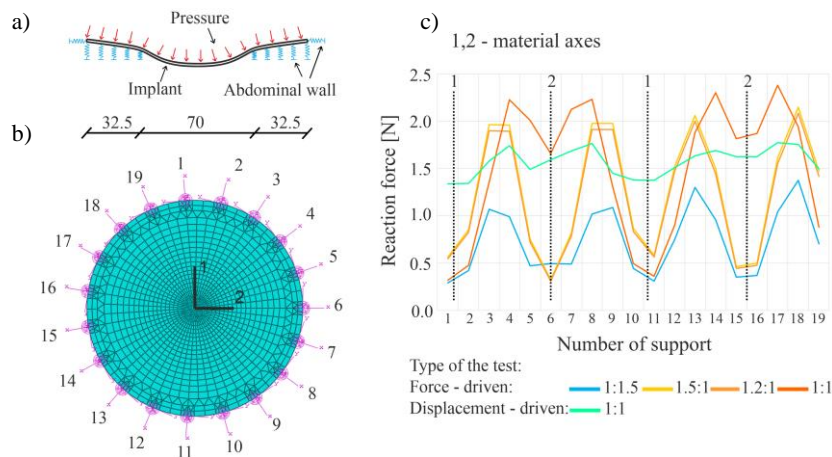 a)
Pressure
Implant
Abdominal wall
b)
32.5 70 32.5
1
2
3
4
5
6
7
8
9
10
11
12
13
14
15
16
17
18
19
1
2
c)
1,2 - material axes
1 2 1 2
Reaction force [N]
2.5
2.0
1.5
1.0
0.5
0.0
1 2 3 4 5 6 7 8 9 10 11 12 13 14 15 16 17 18 19
Number of support
Type of the test:
Force - driven: 1:1.5 1.5:1 1.2:1 1:1
Displacement - driven: 1:1